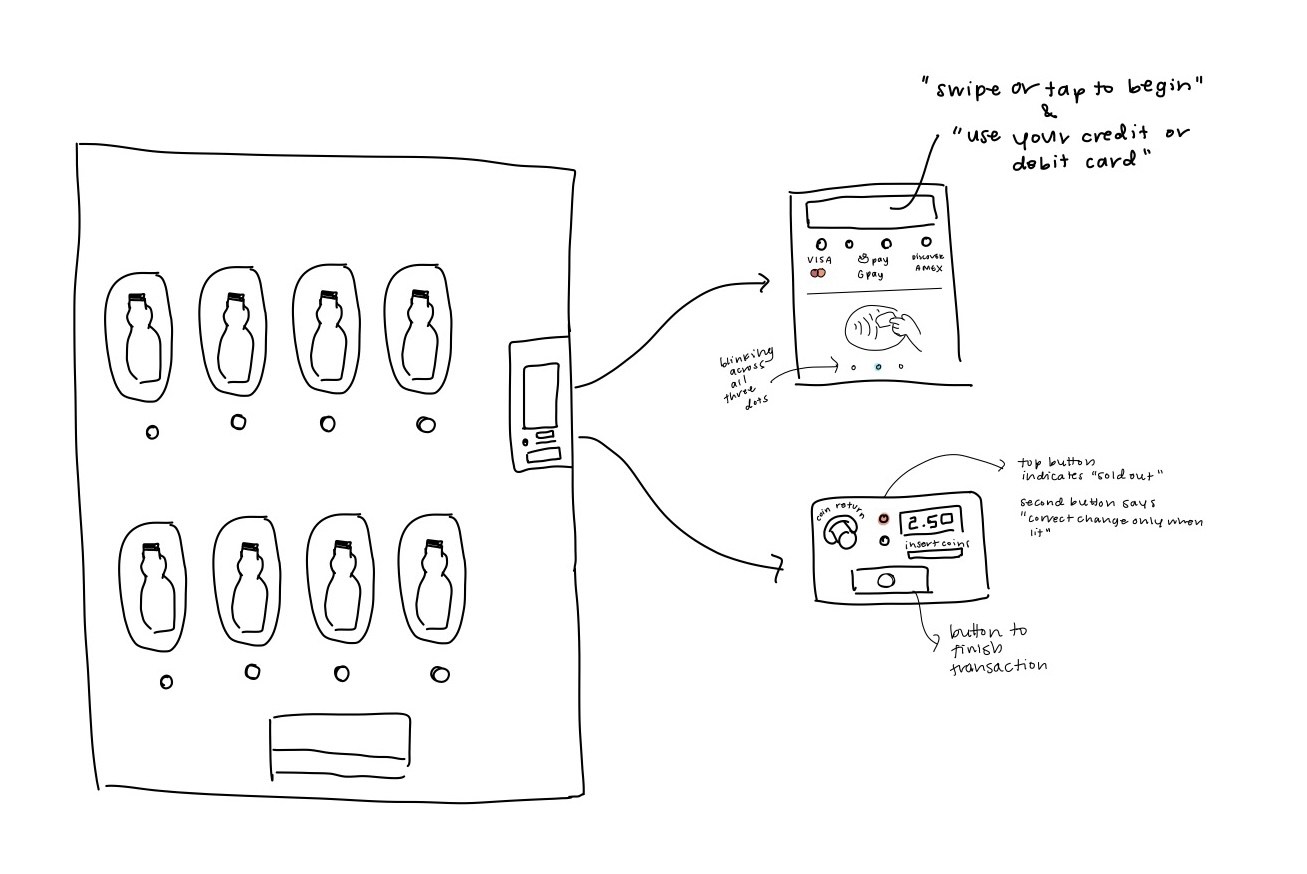 "swipe or tap to begin"
&
"use your credit or
debit card"
VISA
pay
G pay
DISCOVER
AMEX
blinking
across
all
three
dots
top button
indicates "sold out"
second button says
"correct change only when
lit"
coin return
2.50
insert coins
button to
finish
transaction